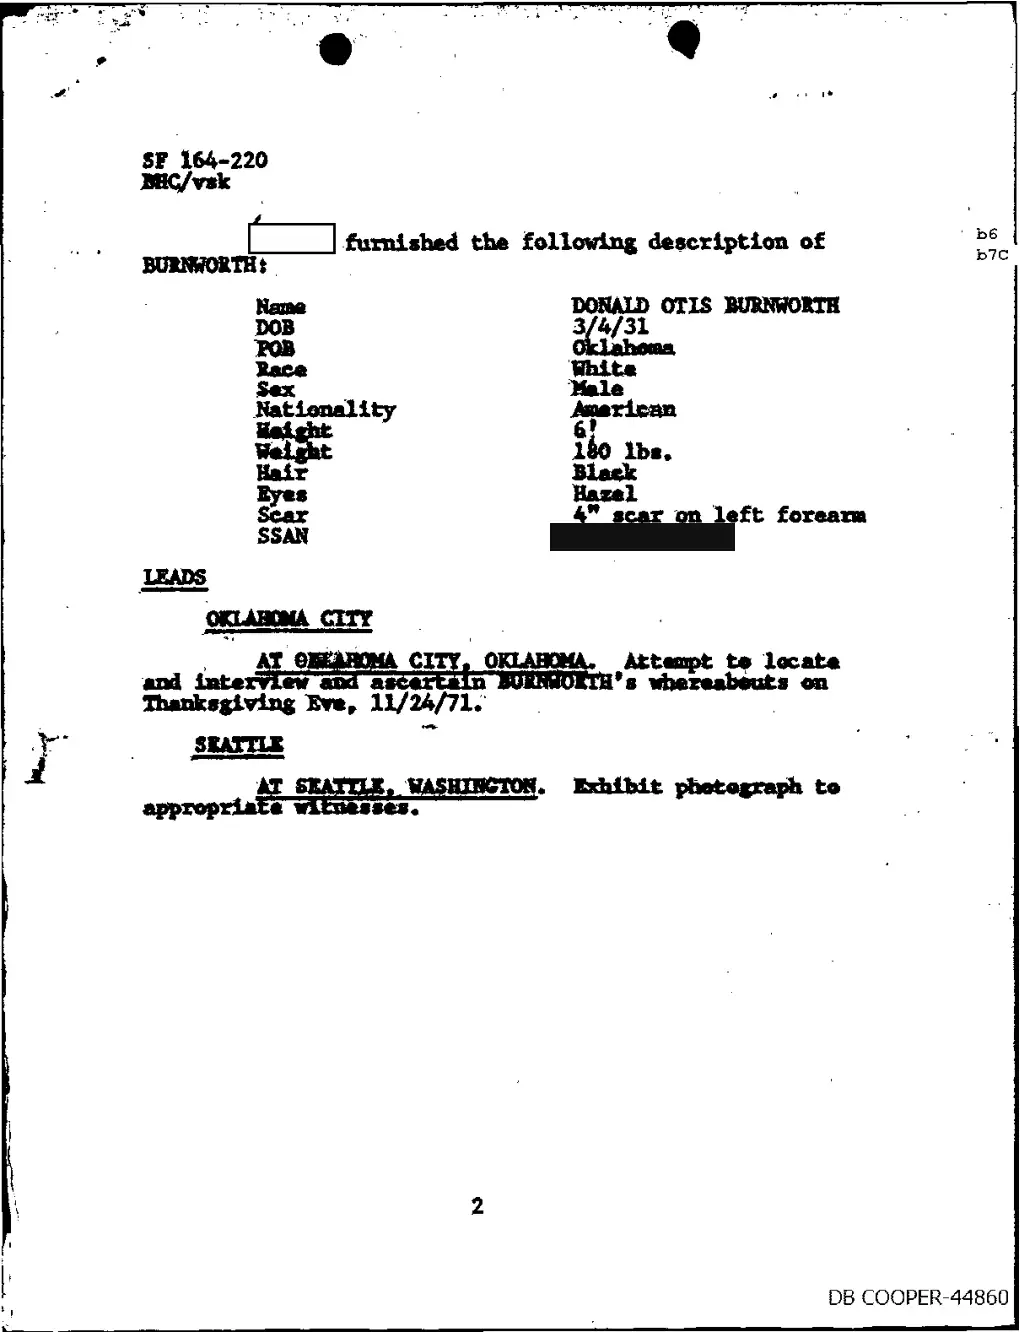 SF 164-220
BHC/vsk
furnished the following description of
b6
b7C
BURNWORTH:
Name DONALD OTIS BURNWORTH
DOB 3/4/31
POB Oklahoma
Race White
Sex Male
Nationality American
Height 6'
Weight 180 lbs.
Hair Black
Eyes Hazel
Scar 4" scar on left forearm
SSAN
LEADS
OKLAHOMA CITY
AT OKLAHOMA CITY, OKLAHOMA. Attempt to locate
and interview and ascertain BURNWORTH's whereabouts on
Thanksgiving Eve, 11/24/71.
SEATTLE
AT SEATTLE, WASHINGTON. Exhibit photograph to
appropriate witnesses.
2
DB COOPER-44860